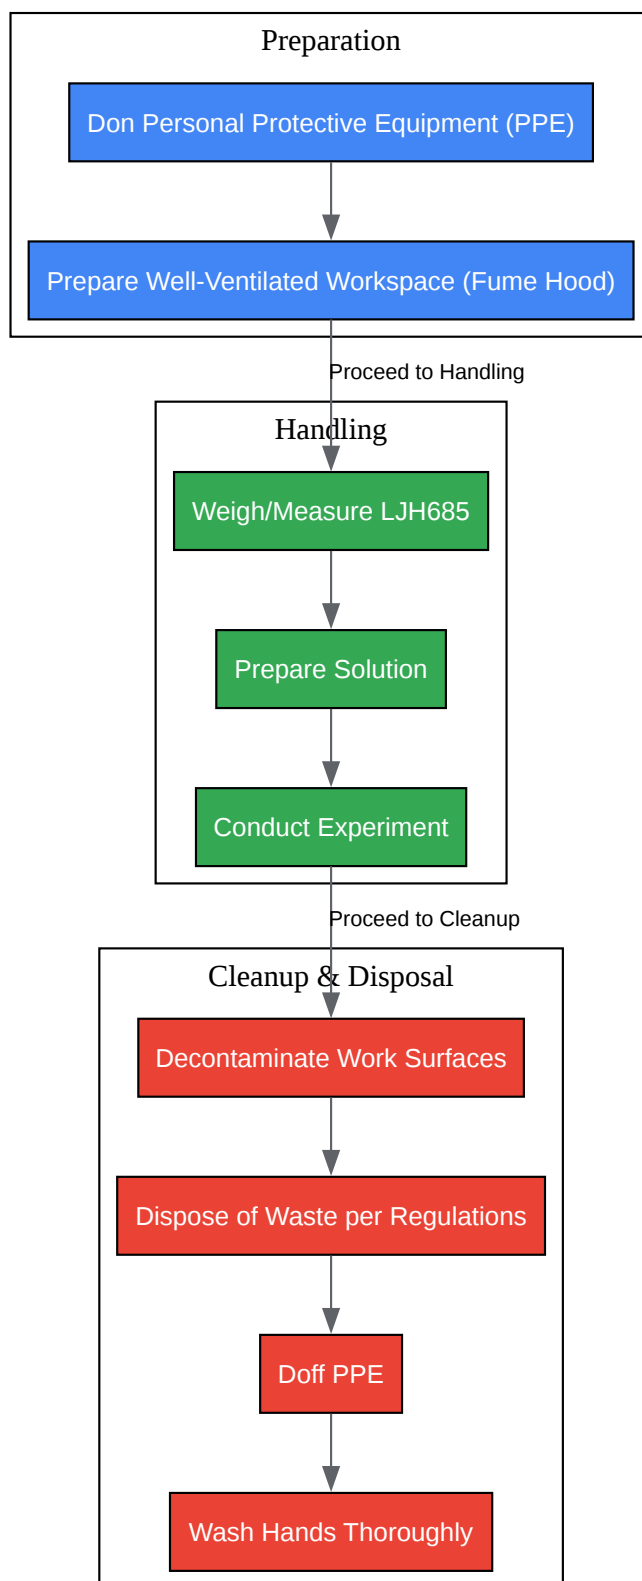 Preparation
Don Personal Protective Equipment (PPE)
Prepare Well-Ventilated Workspace (Fume Hood)
Proceed to Handling
Handling
Weigh/Measure LJH685
Prepare Solution
Conduct Experiment
Proceed to Cleanup
Cleanup & Disposal
Decontaminate Work Surfaces
Dispose of Waste per Regulations
Doff PPE
Wash Hands Thoroughly